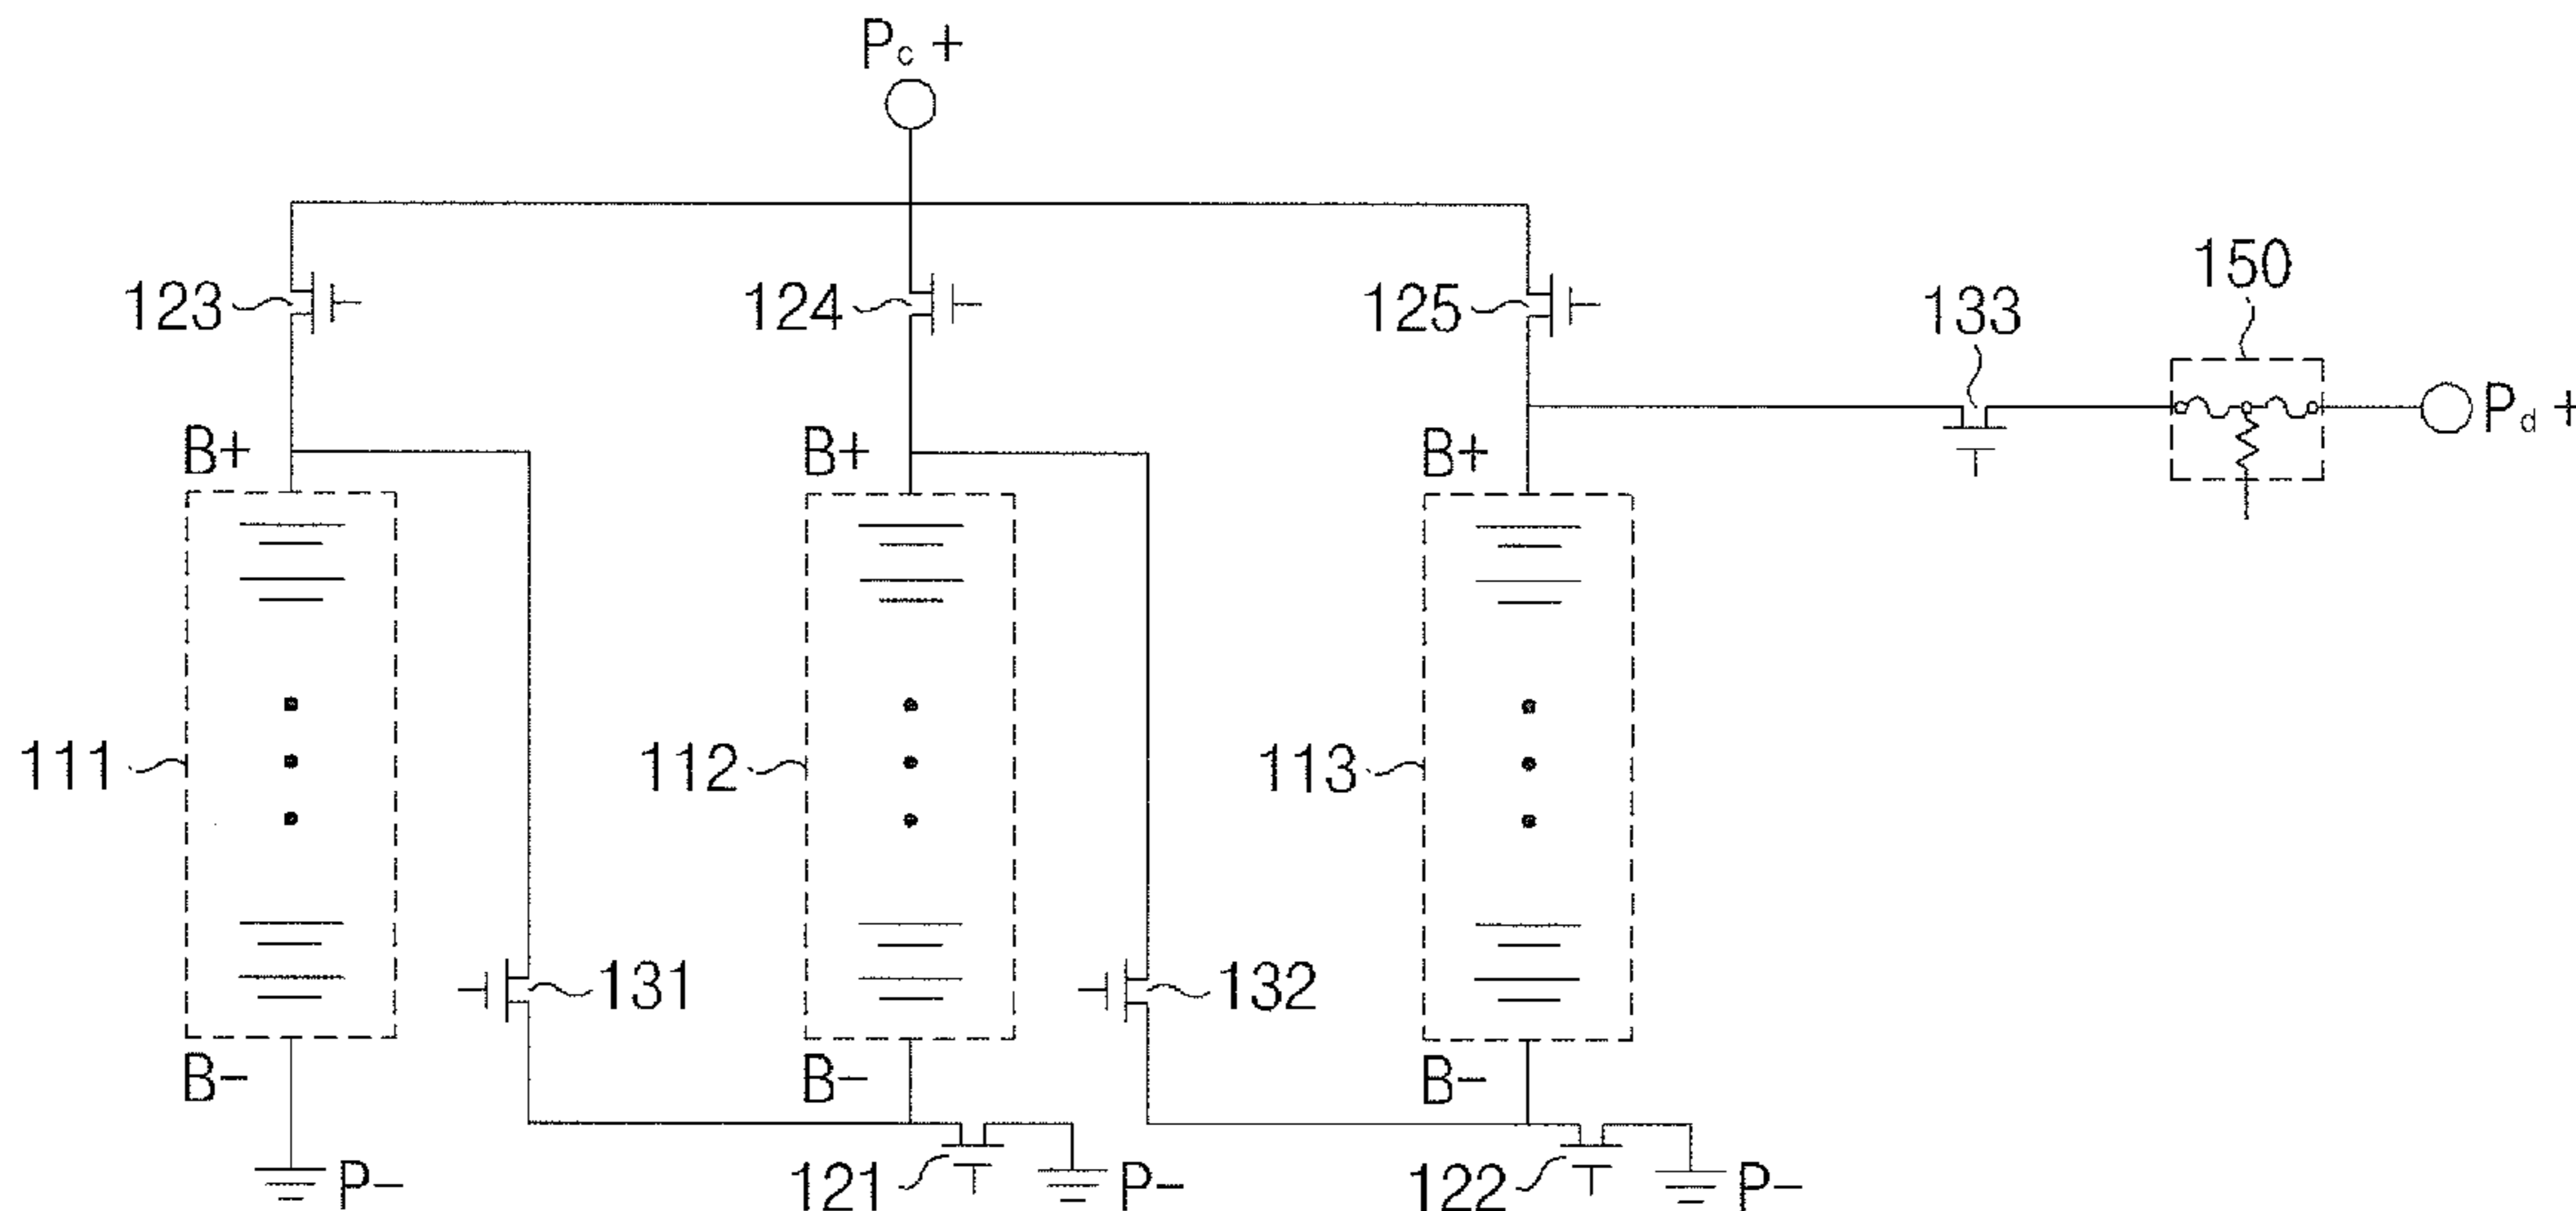 Pc +
123
124
125
133
150
Pd +
B+
B+
B+
111
112
113
131
132
B-
B-
B-
P-
121
P-
122
P-